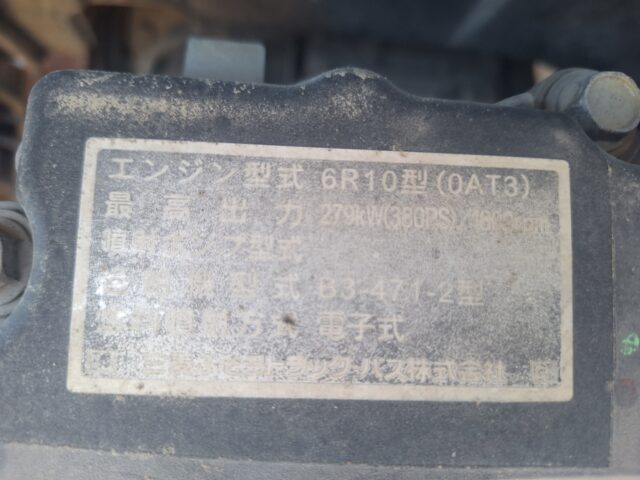 エンジン型式 6R10型(0AT3)
最高出力 279kW(380PS)/
噴射ポンプ型式
型式 B3-471-2型
電子式
トラック・バス株式会社